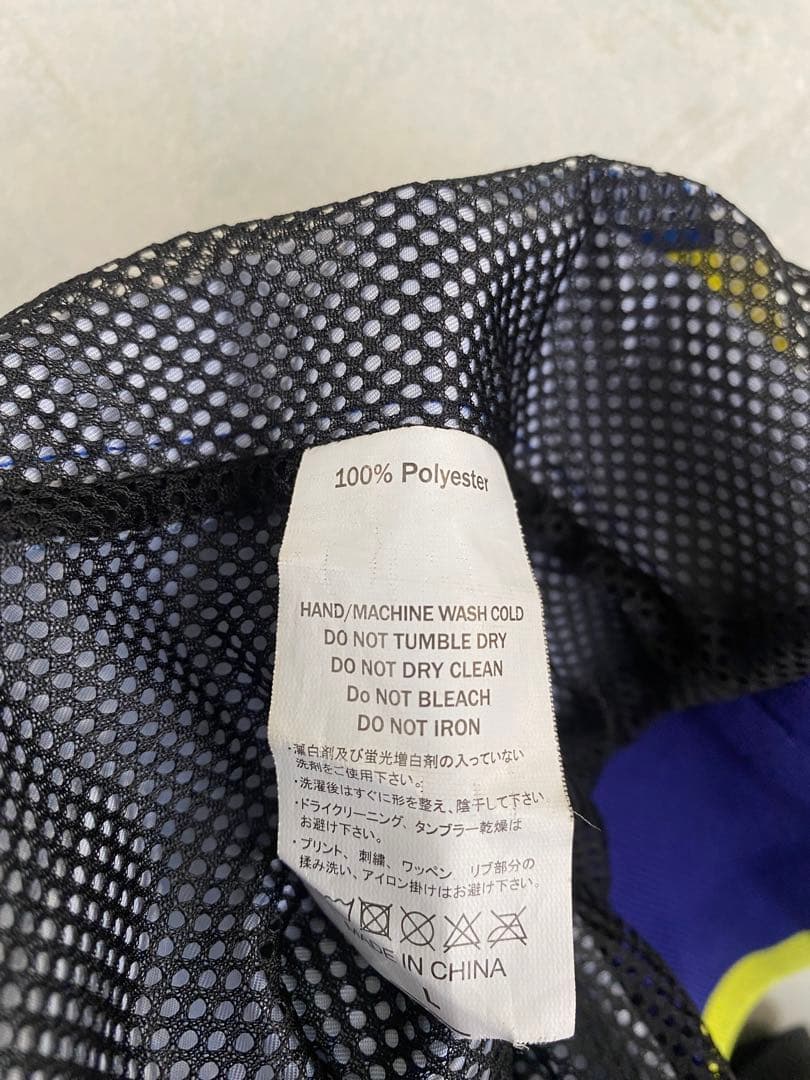 100% Polyester
HAND/MACHINE WASH COLD
DO NOT TUMBLE DRY
DO NOT DRY CLEAN
Do NOT BLEACH
DO NOT IRON
・漂白剤及び蛍光増白剤の入っていない
洗剤をご使用下さい。
・洗濯後はすぐに形を整え、陰干して下さい
・ドライクリーニング、タンブラー乾燥は
お避け下さい。
・プリント、刺繍、ワッペン リブ部分の
揉み洗い、アイロン掛けはお避け下さい。
MADE IN CHINA
L